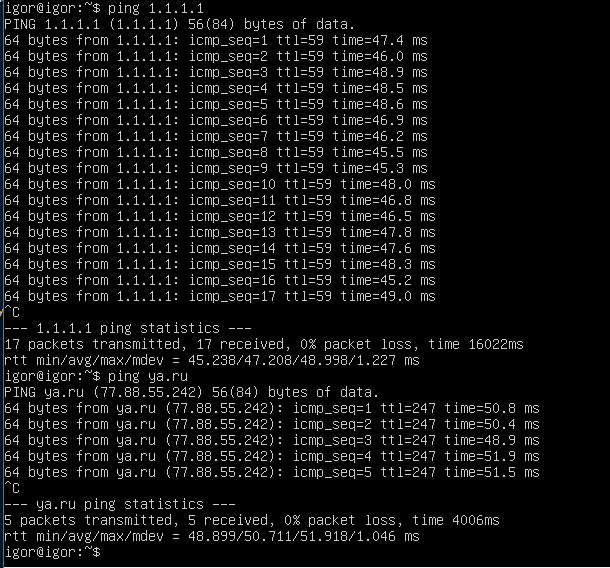 igor@igor:~$ ping 1.1.1.1
PING 1.1.1.1 (1.1.1.1) 56(84) bytes of data.
64 bytes from 1.1.1.1: icmp_seq=1 ttl=59 time=47.4 ms
64 bytes from 1.1.1.1: icmp_seq=2 ttl=59 time=46.0 ms
64 bytes from 1.1.1.1: icmp_seq=3 ttl=59 time=48.9 ms
64 bytes from 1.1.1.1: icmp_seq=4 ttl=59 time=48.5 ms
64 bytes from 1.1.1.1: icmp_seq=5 ttl=59 time=48.6 ms
64 bytes from 1.1.1.1: icmp_seq=6 ttl=59 time=46.9 ms
64 bytes from 1.1.1.1: icmp_seq=7 ttl=59 time=46.2 ms
64 bytes from 1.1.1.1: icmp_seq=8 ttl=59 time=45.5 ms
64 bytes from 1.1.1.1: icmp_seq=9 ttl=59 time=45.3 ms
64 bytes from 1.1.1.1: icmp_seq=10 ttl=59 time=48.0 ms
64 bytes from 1.1.1.1: icmp_seq=11 ttl=59 time=46.8 ms
64 bytes from 1.1.1.1: icmp_seq=12 ttl=59 time=46.5 ms
64 bytes from 1.1.1.1: icmp_seq=13 ttl=59 time=47.8 ms
64 bytes from 1.1.1.1: icmp_seq=14 ttl=59 time=47.6 ms
64 bytes from 1.1.1.1: icmp_seq=15 ttl=59 time=48.3 ms
64 bytes from 1.1.1.1: icmp_seq=16 ttl=59 time=45.2 ms
64 bytes from 1.1.1.1: icmp_seq=17 ttl=59 time=49.0 ms
^C
--- 1.1.1.1 ping statistics ---
17 packets transmitted, 17 received, 0% packet loss, time 16022ms
rtt min/avg/max/mdev = 45.238/47.208/48.998/1.227 ms
igor@igor:~$ ping ya.ru
PING ya.ru (77.88.55.242) 56(84) bytes of data.
64 bytes from ya.ru (77.88.55.242): icmp_seq=1 ttl=247 time=50.8 ms
64 bytes from ya.ru (77.88.55.242): icmp_seq=2 ttl=247 time=50.4 ms
64 bytes from ya.ru (77.88.55.242): icmp_seq=3 ttl=247 time=48.9 ms
64 bytes from ya.ru (77.88.55.242): icmp_seq=4 ttl=247 time=51.9 ms
64 bytes from ya.ru (77.88.55.242): icmp_seq=5 ttl=247 time=51.5 ms
^C
--- ya.ru ping statistics ---
5 packets transmitted, 5 received, 0% packet loss, time 4006ms
rtt min/avg/max/mdev = 48.899/50.711/51.918/1.046 ms
igor@igor:~$